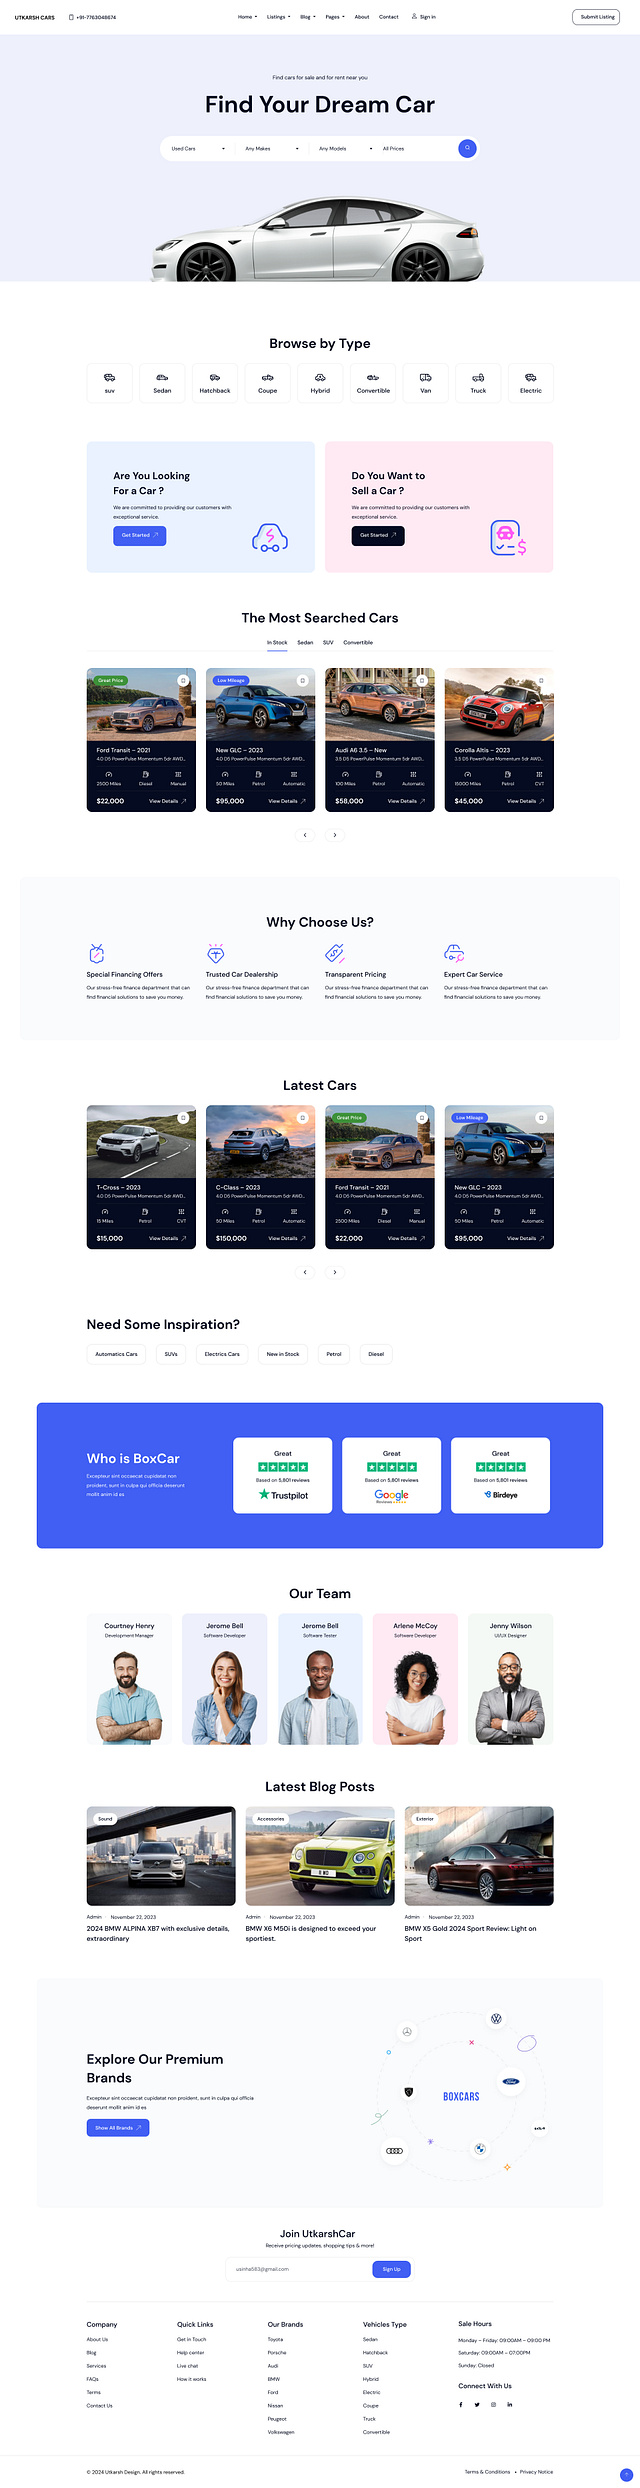 UTKARSH CARS
+91-7763048674
Home
Listings
Blog
Pages
About
Contact
Sign in
Submit Listing
Find cars for sale and for rent near you
Find Your Dream Car
Used Cars
Any Makes
Any Models
All Prices
Browse by Type
suv
Sedan
Hatchback
Coupe
Hybrid
Convertible
Van
Truck
Electric
Are You Looking
For a Car ?
We are committed to providing our customers with
exceptional service.
Get Started
Do You Want to
Sell a Car ?
We are committed to providing our customers with
exceptional service.
Get Started
The Most Searched Cars
In Stock
Sedan
SUV
Convertible
Great Price
Ford Transit – 2021
4.0 D5 PowerPulse Momentum 5dr AWD...
2500 Miles
Diesel
Manual
$22,000
View Details
Low Mileage
New GLC – 2023
4.0 D5 PowerPulse Momentum 5dr AWD...
50 Miles
Petrol
Automatic
$95,000
View Details
Audi A6 3.5 – New
3.5 D5 PowerPulse Momentum 5dr AWD...
100 Miles
Petrol
Automatic
$58,000
View Details
Corolla Altis – 2023
3.5 D5 PowerPulse Momentum 5dr AWD...
15000 Miles
Petrol
CVT
$45,000
View Details
Why Choose Us?
Special Financing Offers
Our stress-free finance department that can
find financial solutions to save you money.
Trusted Car Dealership
Our stress-free finance department that can
find financial solutions to save you money.
Transparent Pricing
Our stress-free finance department that can
find financial solutions to save you money.
Expert Car Service
Our stress-free finance department that can
find financial solutions to save you money.
Latest Cars
T-Cross – 2023
4.0 D5 PowerPulse Momentum 5dr AWD...
15 Miles
Petrol
CVT
$15,000
View Details
C-Class – 2023
4.0 D5 PowerPulse Momentum 5dr AWD...
50 Miles
Petrol
Automatic
$150,000
View Details
Great Price
Ford Transit – 2021
4.0 D5 PowerPulse Momentum 5dr AWD...
2500 Miles
Diesel
Manual
$22,000
View Details
Low Mileage
New GLC – 2023
4.0 D5 PowerPulse Momentum 5dr AWD...
50 Miles
Petrol
Automatic
$95,000
View Details
Need Some Inspiration?
Automatics Cars
SUVs
Electrics Cars
New in Stock
Petrol
Diesel
Who is BoxCar
Excepteur sint occaecat cupidatat non
proident, sunt in culpa qui officia deserunt
mollit anim id es
Great
Based on 5,801 reviews
Trustpilot
Great
Based on 5,801 reviews
Google
Reviews
Great
Based on 5,801 reviews
Birdeye
Our Team
Courtney Henry
Development Manager
Jerome Bell
Software Developer
Jerome Bell
Software Tester
Arlene McCoy
Software Developer
Jenny Wilson
UI/UX Designer
Latest Blog Posts
Sound
Admin
November 22, 2023
2024 BMW ALPINA XB7 with exclusive details,
extraordinary
Accessories
Admin
November 22, 2023
BMW X6 M50i is designed to exceed your
sportiest.
Exterior
Admin
November 22, 2023
BMW X5 Gold 2024 Sport Review: Light on
Sport
Explore Our Premium
Brands
Excepteur sint occaecat cupidatat non proident, sunt in culpa qui officia
deserunt mollit anim id es
Show All Brands
Ford
BOXCARS
Join UtkarshCar
Receive pricing updates, shopping tips & more!
usinha583@gmail.com
Sign Up
Company
About Us
Blog
Services
FAQs
Terms
Contact Us
Quick Links
Get In Touch
Help center
Live chat
How it works
Our Brands
Toyota
Porsche
Audi
BMW
Ford
Nissan
Peugeot
Volkswagen
Vehicles Type
Sedan
Hatchback
SUV
Hybrid
Electric
Coupe
Truck
Convertible
Sale Hours
Monday – Friday: 09:00AM – 09:00 PM
Saturday: 09:00AM – 07:00PM
Sunday: Closed
Connect With Us
© 2024 Utkarsh Design. All rights reserved.
Terms & Conditions • Privacy Notice